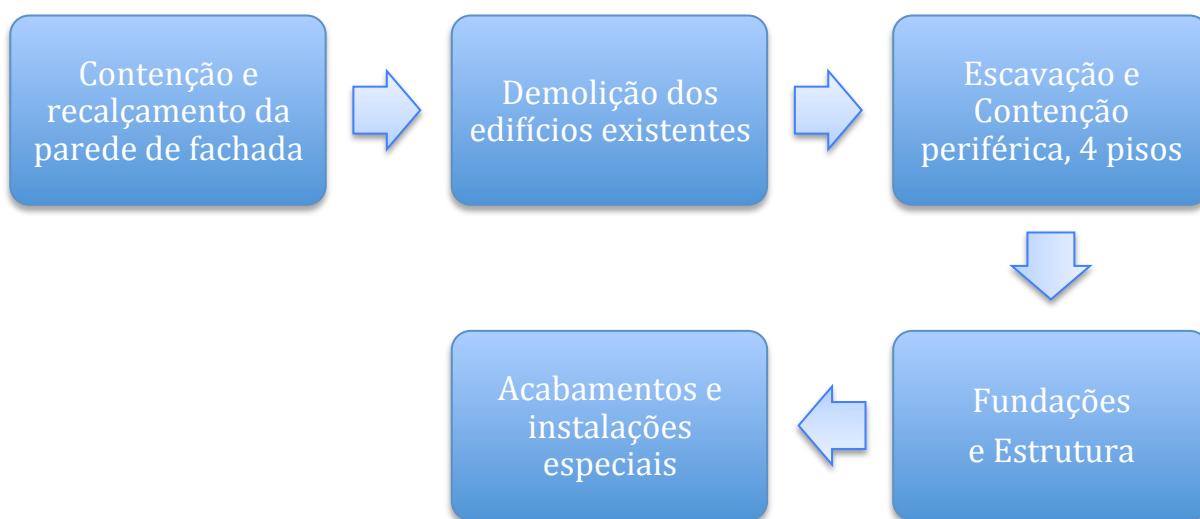 Contenção e
recalçamento da
parede de fachada
Demolição dos
edifícios existentes
Escavação e
Contenção
periférica, 4 pisos
Fundações
e Estrutura
Acabamentos e
instalações
especiais